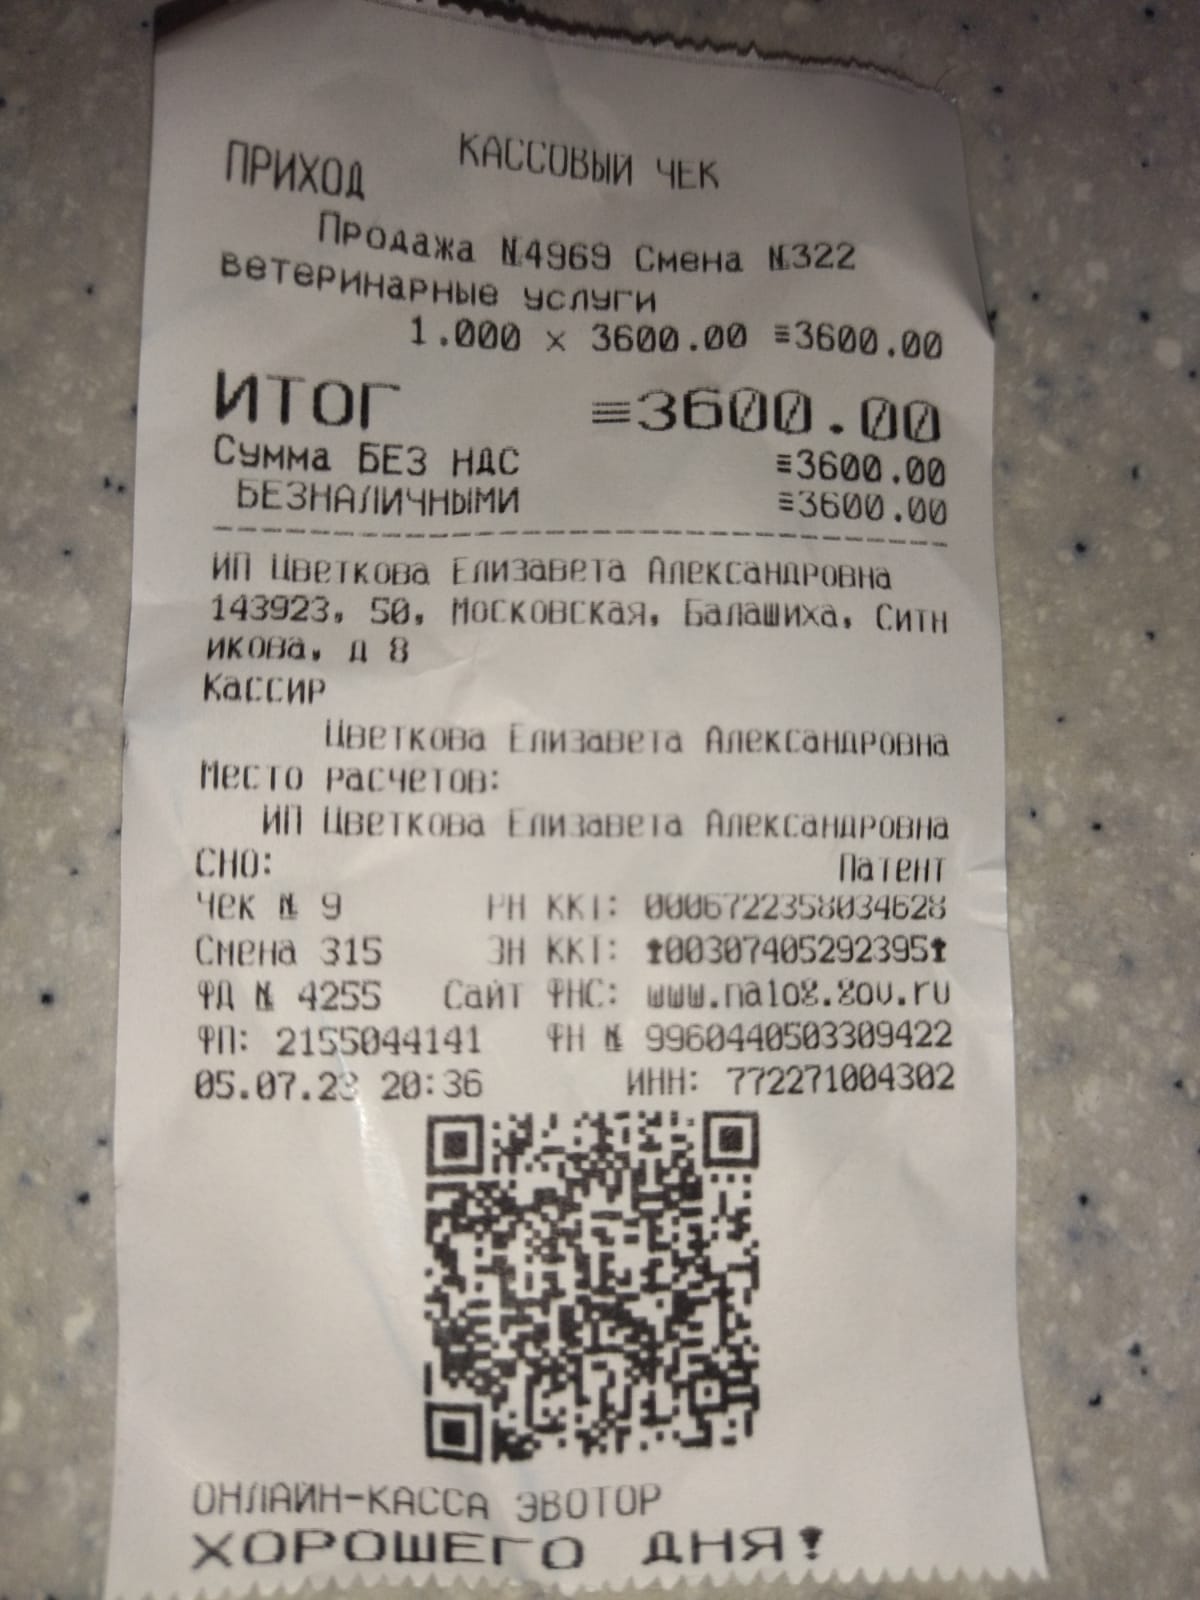 КАССОВЫЙ ЧЕК
ПРИХОД
Продажа №4969 Смена №322
ветеринарные услуги
1.000 x 3600.00 ≡3600.00
ИТОГ ≡3600.00
Сумма БЕЗ НДС ≡3600.00
БЕЗНАЛИЧНЫМИ ≡3600.00
ИП Цветкова Елизавета Александровна
143923, 50, Московская, Балашиха, Ситн
икова, д 8
Кассир
Цветкова Елизавета Александровна
Место расчетов:
ИП Цветкова Елизавета Александровна
СНО: Патент
Чек № 9 РН ККТ: 0006722358034628
Смена 315 ЗН ККТ: ↑00307405292395↑
ФД № 4255 Сайт ФНС: www.nalog.gov.ru
ФП: 2155044141 ФН № 9960440503309422
05.07.23 20:36 ИНН: 772271004302
ОНЛАЙН-КАССА ЭВОТОР
ХОРОШЕГО ДНЯ!